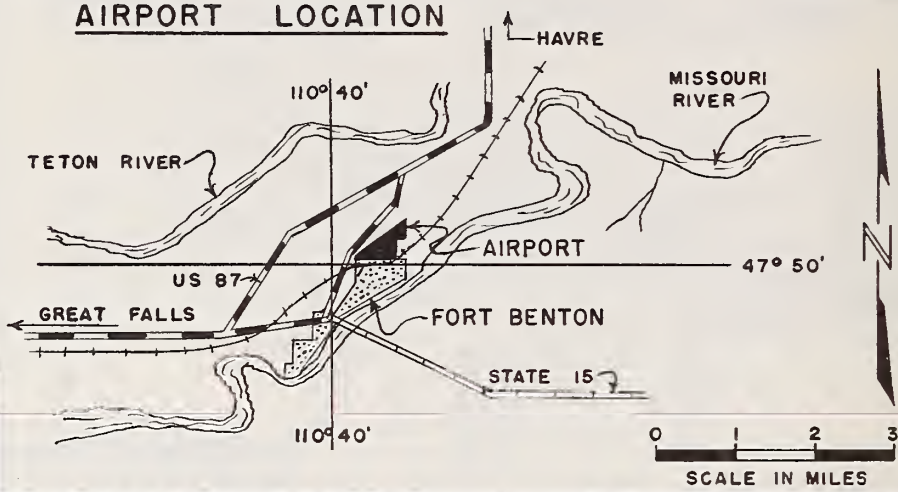 AIRPORT LOCATION
HAVRE
110° 40'
MISSOURI
RIVER
TETON RIVER
AIRPORT
47° 50'
US 87
GREAT FALLS
FORT BENTON
STATE 15
N
110° 40'
0 1 2 3
SCALE IN MILES